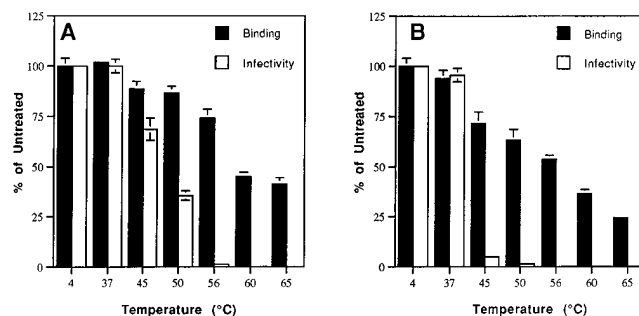 A
Binding
Infectivity
% of Untreated
125
100
75
50
25
0
4 37 45 50 56 60 65
Temperature (°C)
B
Binding
Infectivity
% of Untreated
125
100
75
50
25
0
4 37 45 50 56 60 65
Temperature (°C)